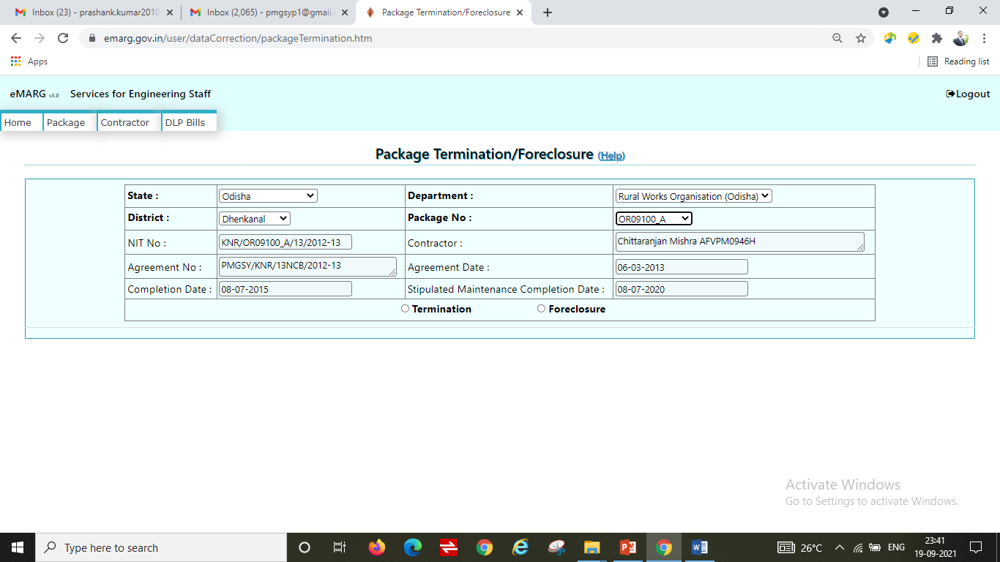 Inbox (23) - prashank.kumar2010
Inbox (2,065) - pmgsyp1@gmail.
Package Termination/Foreclosure
emarg.gov.in/user/dataCorrection/packageTermination.htm
Apps
Reading list
eMARG v3.0 Services for Engineering Staff
Logout
Home Package Contractor DLP Bills
Package Termination/Foreclosure (Help)
State : Odisha Department : Rural Works Organisation (Odisha)
District : Dhenkanal Package No : OR09100_A
NIT No : KNR/OR09100_A/13/2012-13 Contractor : Chittaranjan Mishra AFVPM0946H
Agreement No : PMGSY/KNR/13NCB/2012-13 Agreement Date : 06-03-2013
Completion Date : 08-07-2015 Stipulated Maintenance Completion Date : 08-07-2020
Termination Foreclosure
Activate Windows
Go to Settings to activate Windows.
Type here to search
26°C
ENG
23:41
19-09-2021